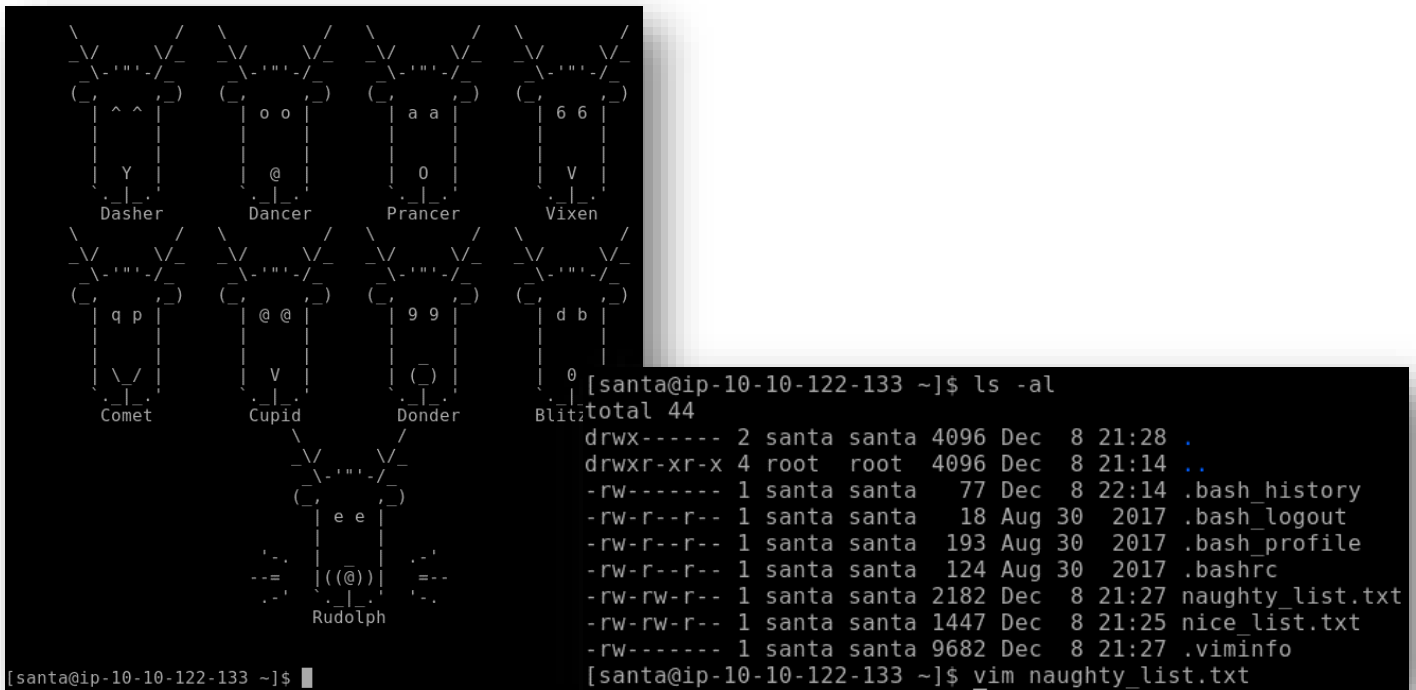 \          /   \          /   \          /   \          /
     _\/      \/_   _\/      \/_   _\/      \/_   _\/      \/_
      _\-'"'-/_      _\-'"'-/_      _\-'"'-/_      _\-'"'-/_
     (_,     ,_)    (_,     ,_)    (_,     ,_)    (_,     ,_)
       | ^ ^ |        | o o |        | a a |        | 6 6 |
       |     |        |     |        |     |        |     |
       |     |        |     |        |     |        |     |
       |  Y  |        |  @  |        |  O  |        |  V  |
       `._|_.'        `._|_.'        `._|_.'        `._|_.'
        Dasher         Dancer        Prancer         Vixen
     \          /   \          /   \          /   \          /
     _\/      \/_   _\/      \/_   _\/      \/_   _\/      \/_
      _\-'"'-/_      _\-'"'-/_      _\-'"'-/_      _\-'"'-/_
     (_,     ,_)    (_,     ,_)    (_,     ,_)    (_,     ,_)
       | q p |        | @ @ |        | 9 9 |        | d b |
       |     |        |     |        |     |        |     |
       |     |        |     |        |  _  |        |     |
       | \_/ |        |  V  |        | (_) |        |  0
       `._|_.'        `._|_.'        `._|_.'        `._|_
        Comet          Cupid          Donder        Blitz
                          \          /
                          _\/      \/_
                           _\-'"'-/_
                          (_,     ,_)
                            | e e |
                            |     |
                       '-.  |  _  |  .-'
                      --=   |((@))|   =--
                       .-'  `._|_.'  '-.
                            Rudolph
[santa@ip-10-10-122-133 ~]$
[santa@ip-10-10-122-133 ~]$ ls -al
total 44
drwx------ 2 santa santa 4096 Dec  8 21:28 .
drwxr-xr-x 4 root  root  4096 Dec  8 21:14 ..
-rw------- 1 santa santa   77 Dec  8 22:14 .bash_history
-rw-r--r-- 1 santa santa   18 Aug 30  2017 .bash_logout
-rw-r--r-- 1 santa santa  193 Aug 30  2017 .bash_profile
-rw-r--r-- 1 santa santa  124 Aug 30  2017 .bashrc
-rw-rw-r-- 1 santa santa 2182 Dec  8 21:27 naughty_list.txt
-rw-rw-r-- 1 santa santa 1447 Dec  8 21:25 nice_list.txt
-rw------- 1 santa santa 9682 Dec  8 21:27 .viminfo
[santa@ip-10-10-122-133 ~]$ vim naughty_list.txt